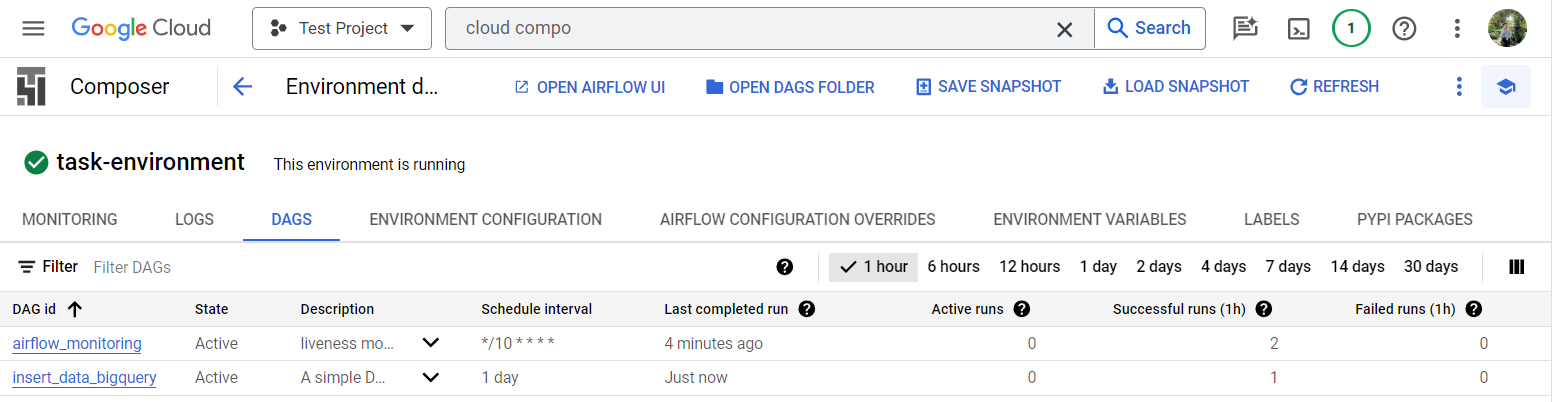 Google Cloud Test Project cloud compo Search 1
Composer Environment d... OPEN AIRFLOW UI OPEN DAGS FOLDER SAVE SNAPSHOT LOAD SNAPSHOT REFRESH
task-environment This environment is running
MONITORING LOGS DAGS ENVIRONMENT CONFIGURATION AIRFLOW CONFIGURATION OVERRIDES ENVIRONMENT VARIABLES LABELS PYPI PACKAGES
Filter Filter DAGs 1 hour 6 hours 12 hours 1 day 2 days 4 days 7 days 14 days 30 days
DAG id State Description Schedule interval Last completed run Active runs Successful runs (1h) Failed runs (1h)
airflow_monitoring Active liveness mo... */10 * * * * 4 minutes ago 0 2 0
insert_data_bigquery Active A simple D... 1 day Just now 0 1 0